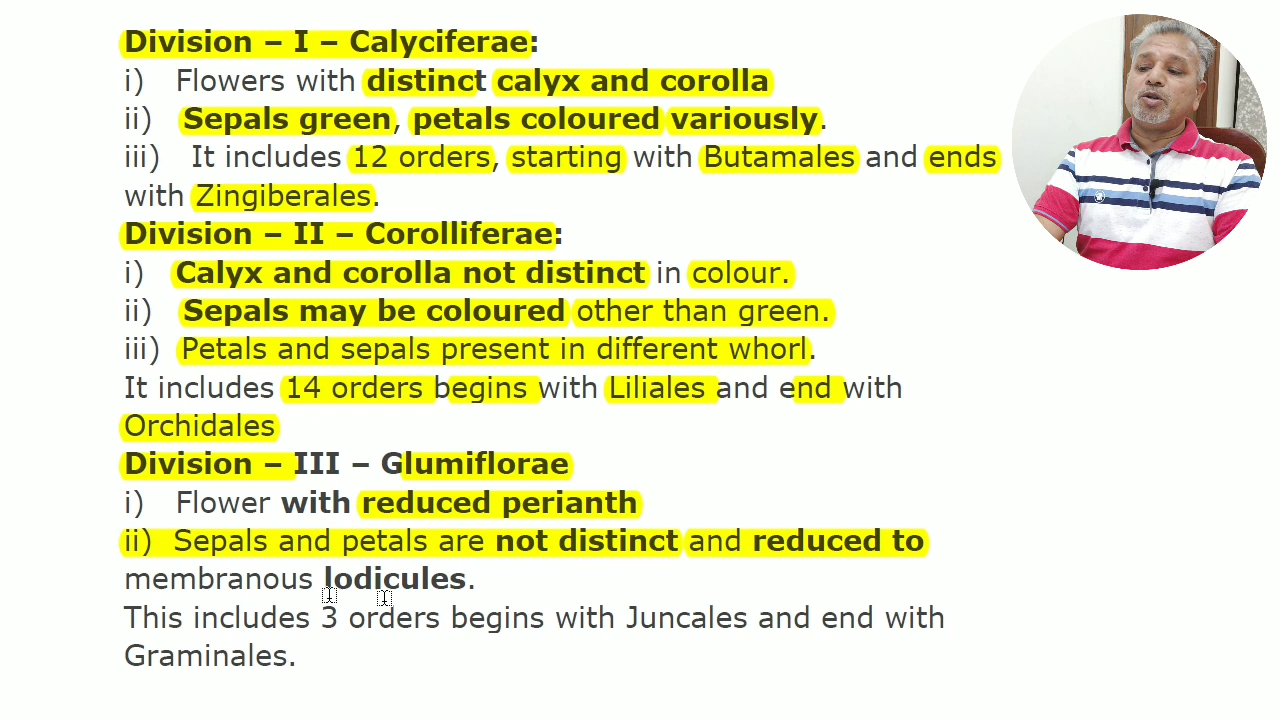 Division – I – Calyciferae:
i) Flowers with distinct calyx and corolla
ii) Sepals green, petals coloured variously.
iii) It includes 12 orders, starting with Butamales and ends
with Zingiberales.
Division – II – Corolliferae:
i) Calyx and corolla not distinct in colour.
ii) Sepals may be coloured other than green.
iii) Petals and sepals present in different whorl.
It includes 14 orders begins with Liliales and end with
Orchidales
Division – III – Glumiflorae
i) Flower with reduced perianth
ii) Sepals and petals are not distinct and reduced to
membranous lodicules.
This includes 3 orders begins with Juncales and end with
Graminales.